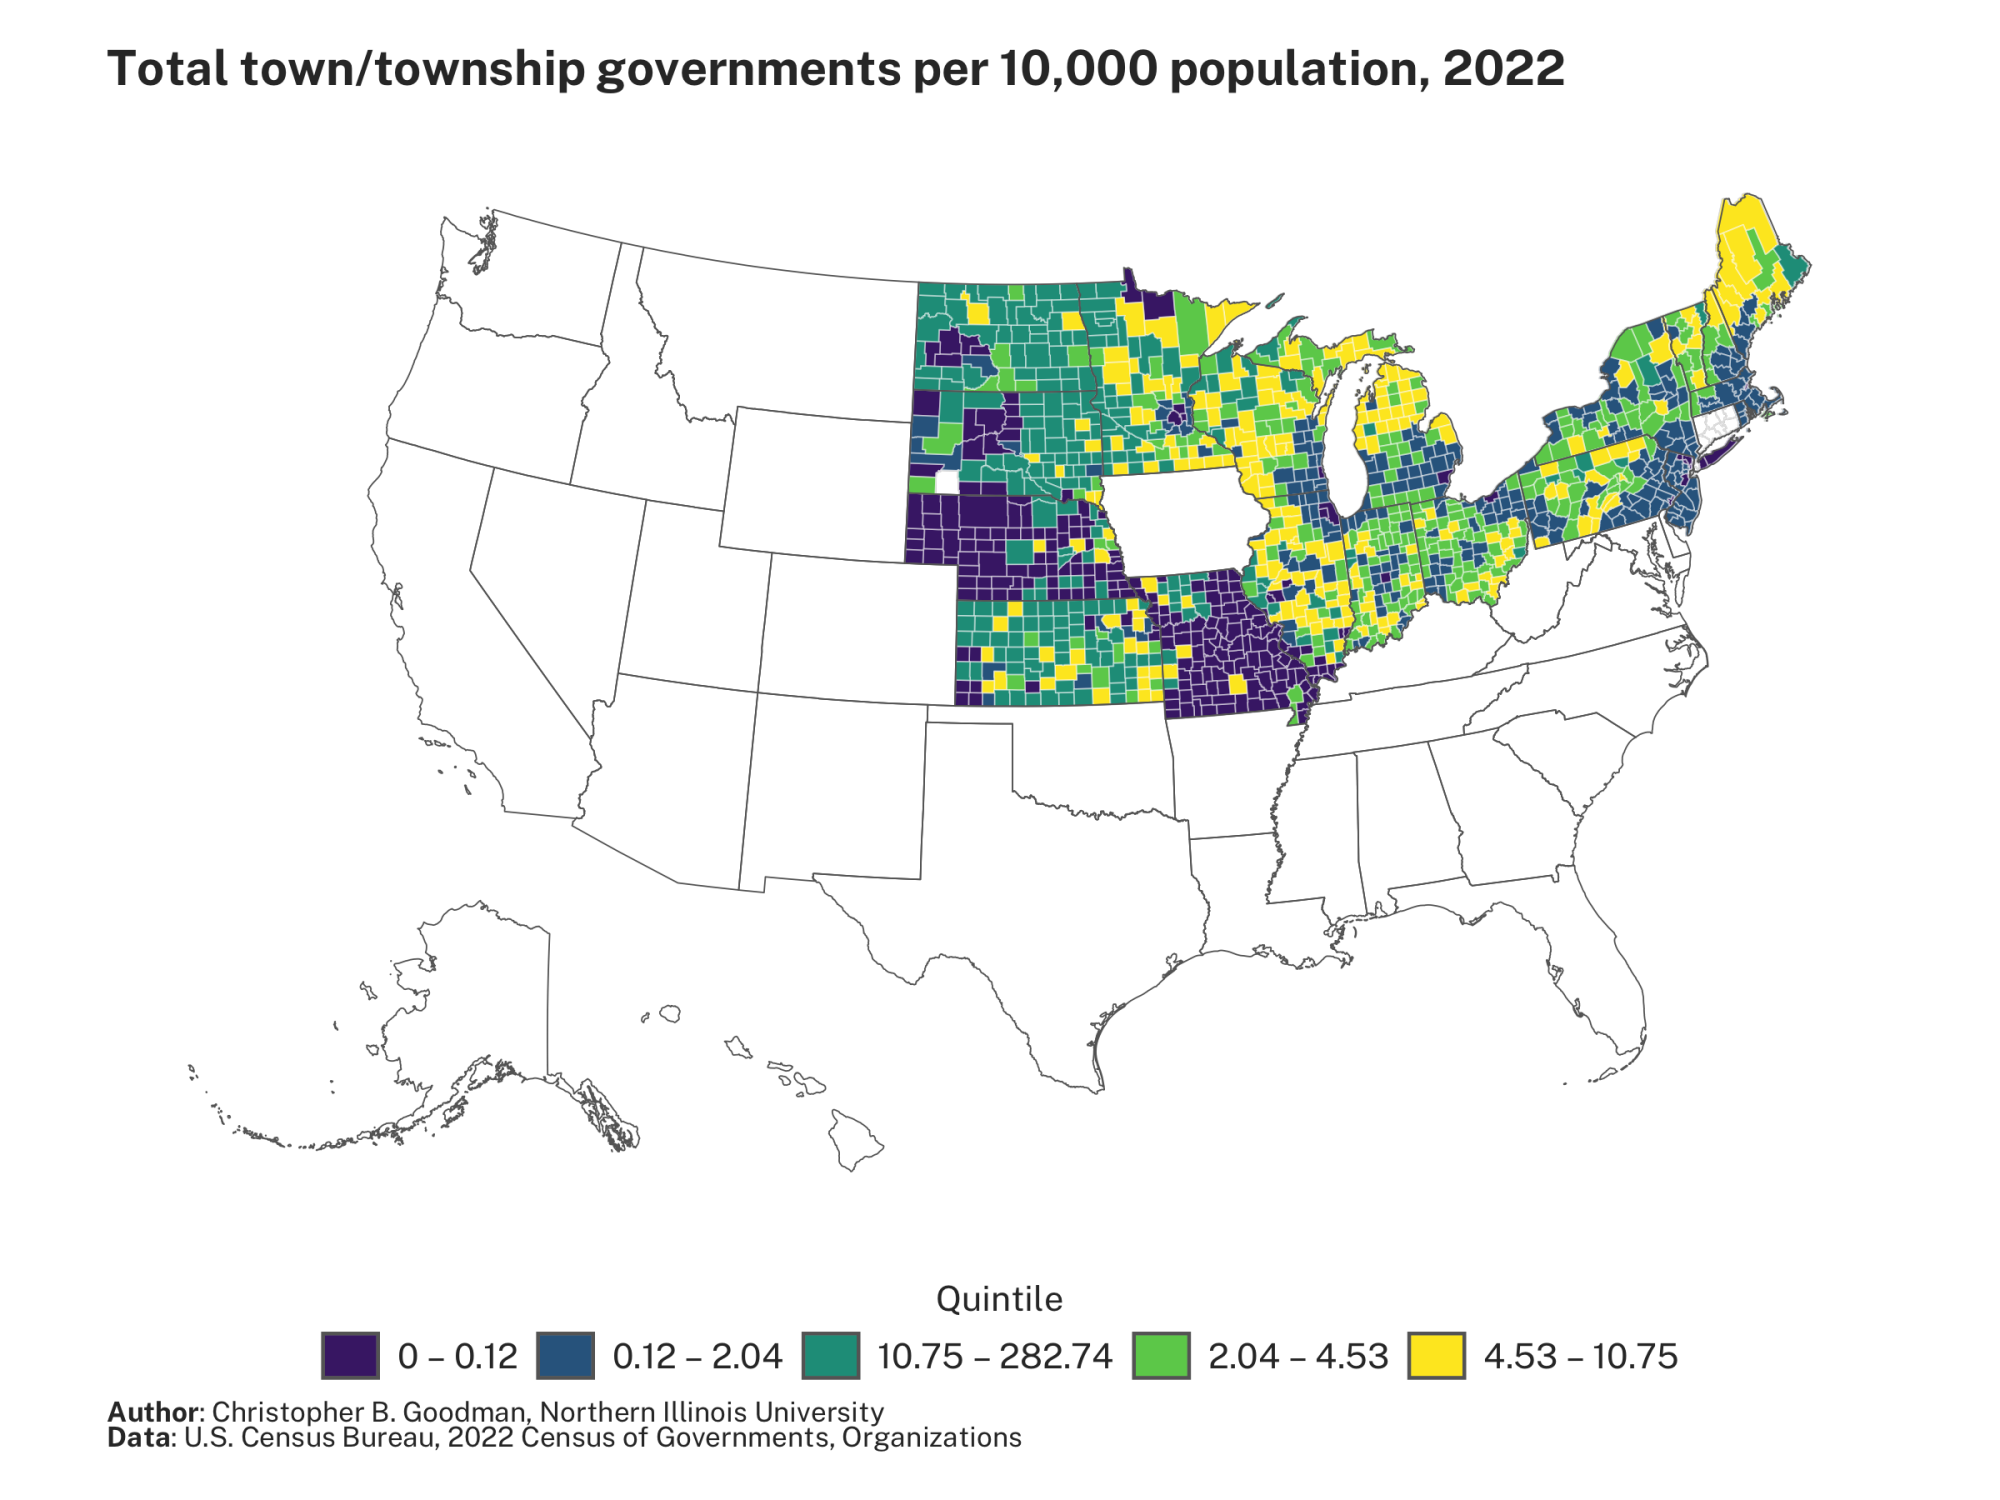 Total town/township governments per 10,000 population, 2022
Quintile
0 – 0.12 0.12 – 2.04 10.75 – 282.74 2.04 – 4.53 4.53 – 10.75
Author: Christopher B. Goodman, Northern Illinois University
Data: U.S. Census Bureau, 2022 Census of Governments, Organizations